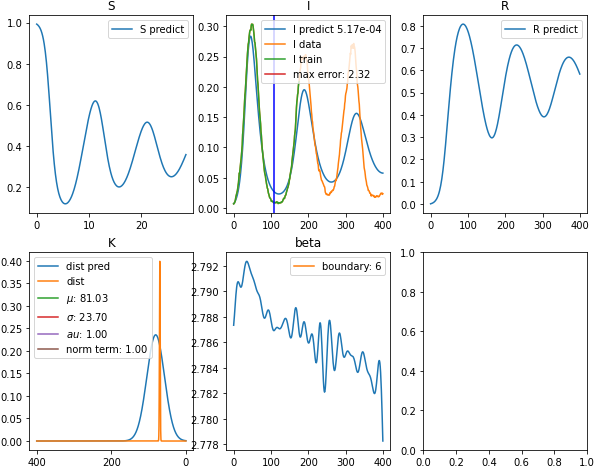 S
I
R
S predict
I predict 5.17e-04
I data
I train
max error: 2.32
R predict
1.0
0.8
0.6
0.4
0.2
0.30
0.25
0.20
0.15
0.10
0.05
0.00
0.8
0.7
0.6
0.5
0.4
0.3
0.2
0.1
0.0
0 10 20
0 100 200 300 400
0 100 200 300 400
K
beta
dist pred
dist
μ: 81.03
σ: 23.70
au: 1.00
norm term: 1.00
boundary: 6
0.40
0.35
0.30
0.25
0.20
0.15
0.10
0.05
0.00
2.792
2.790
2.788
2.786
2.784
2.782
2.780
2.778
1.0
0.8
0.6
0.4
0.2
0.0
400 200 0
0 100 200 300 400
0.0 0.2 0.4 0.6 0.8 1.0